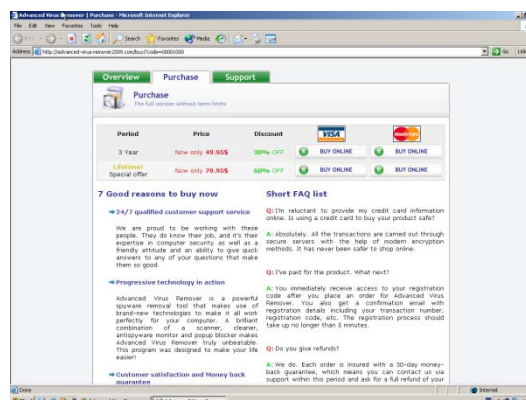 Advanced Virus Remover | Purchase - Microsoft Internet Explorer
File Edit View Favorites Tools Help
Search Favorites Media
Address http://advanced-virus-remover2009.com/buy/?code=00001000 Go
Overview Purchase Support
Purchase
The full version without term limits
Period Price Discount VISA MasterCard
3 Year Now only 49.95$ 30% OFF BUY ONLINE BUY ONLINE
Lifetime!
Special offer Now only 79.95$ 60% OFF BUY ONLINE BUY ONLINE
7 Good reasons to buy now
24/7 qualified customer support service
We are proud to be working with these
people. They do know their job, and it's their
expertise in computer security as well as a
friendly attitude and an ability to give quick
answers to any of your questions that make
them so good.
Progressive technology in action
Advanced Virus Remover is a powerful
spyware removal tool that makes use of
brand-new technologies to make it all work
perfectly for your computer. A brilliant
combination of a scanner, cleaner,
antispyware monitor and popup blocker makes
Advanced Virus Remover truly unbeatable.
This program was designed to make your life
easier!
Customer satisfaction and Money back
guarantee
Short FAQ list
Q: I'm reluctant to provide my credit card information
online. Is using a credit card to buy your product safe?
A: Absolutely. All the transactions are carried out through
secure servers with the help of modern encryption
methods. It has never been safer to shop online.
Q: I've paid for the product. What next?
A: You immediately receive access to your registration
code after you place an order for Advanced Virus
Remover. You also get a confirmation email with
registration details including your transaction number,
registration code, etc. The registration process should
take up no longer than 5 minutes.
Q: Do you give refunds?
A: We do. Each order is insured with a 30-day money-
back guarantee, which means you can contact us via
support within this period and ask for a full refund of your
Done Internet